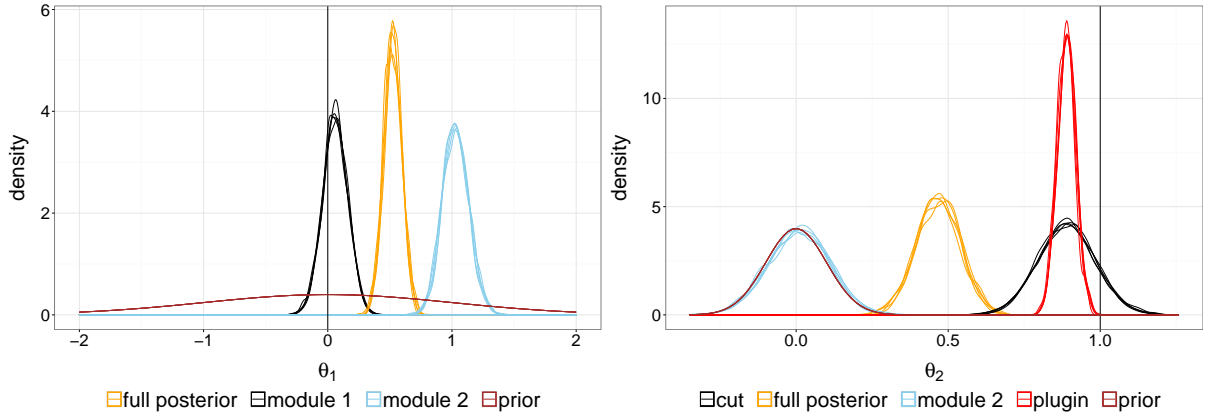 6
4
2
0
density
−2
−1
0
1
2
θ1
full posterior module 1 module 2 prior
10
5
0
density
0.0
0.5
1.0
θ2
cut full posterior module 2 plugin prior